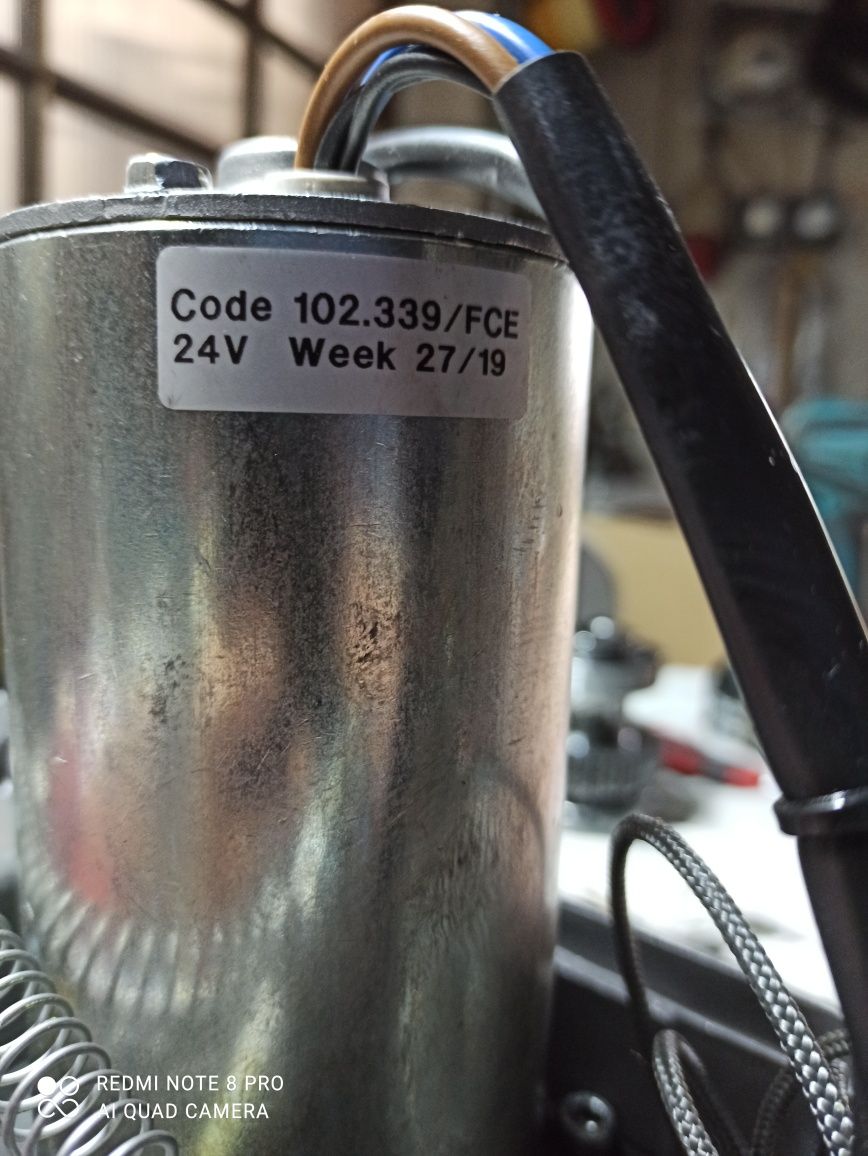 Code 102.339/FCE
24V Week 27/19
REDMI NOTE 8 PRO
AI QUAD CAMERA